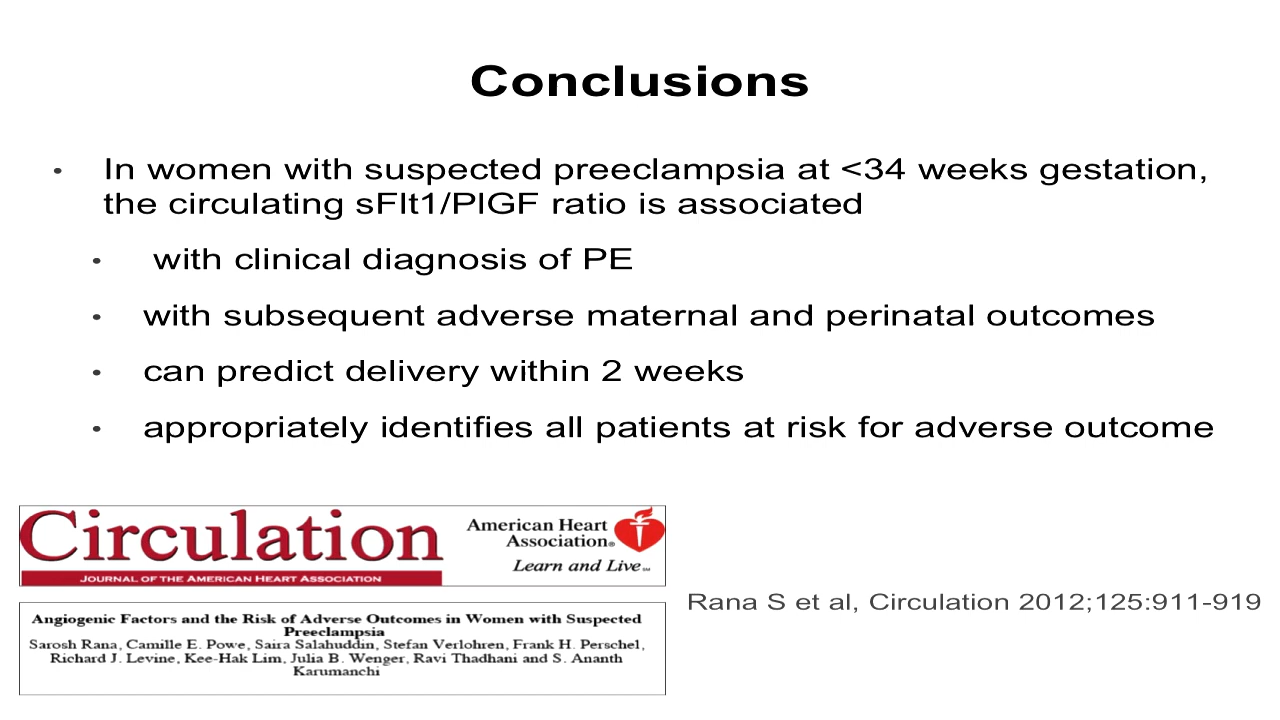 Conclusions
• In women with suspected preeclampsia at <34 weeks gestation,
the circulating sFlt1/PlGF ratio is associated
• with clinical diagnosis of PE
• with subsequent adverse maternal and perinatal outcomes
• can predict delivery within 2 weeks
• appropriately identifies all patients at risk for adverse outcome
Circulation
JOURNAL OF THE AMERICAN HEART ASSOCIATION
American Heart
Association®
Learn and Live℠
Rana S et al, Circulation 2012;125:911-919
Angiogenic Factors and the Risk of Adverse Outcomes in Women with Suspected
Preeclampsia
Sarosh Rana, Camille E. Powe, Saira Salahuddin, Stefan Verlohren, Frank H. Perschel,
Richard J. Levine, Kee-Hak Lim, Julia B. Wenger, Ravi Thadhani and S. Ananth
Karumanchi